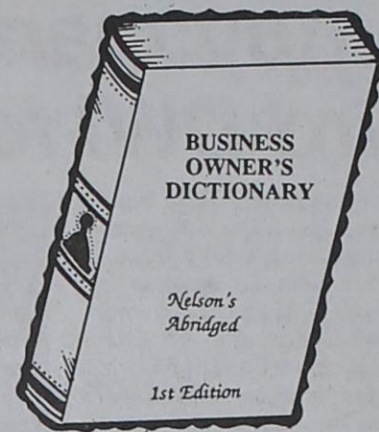 BUSINESS
OWNER'S
DICTIONARY
Nelson's
Abridged
1st Edition